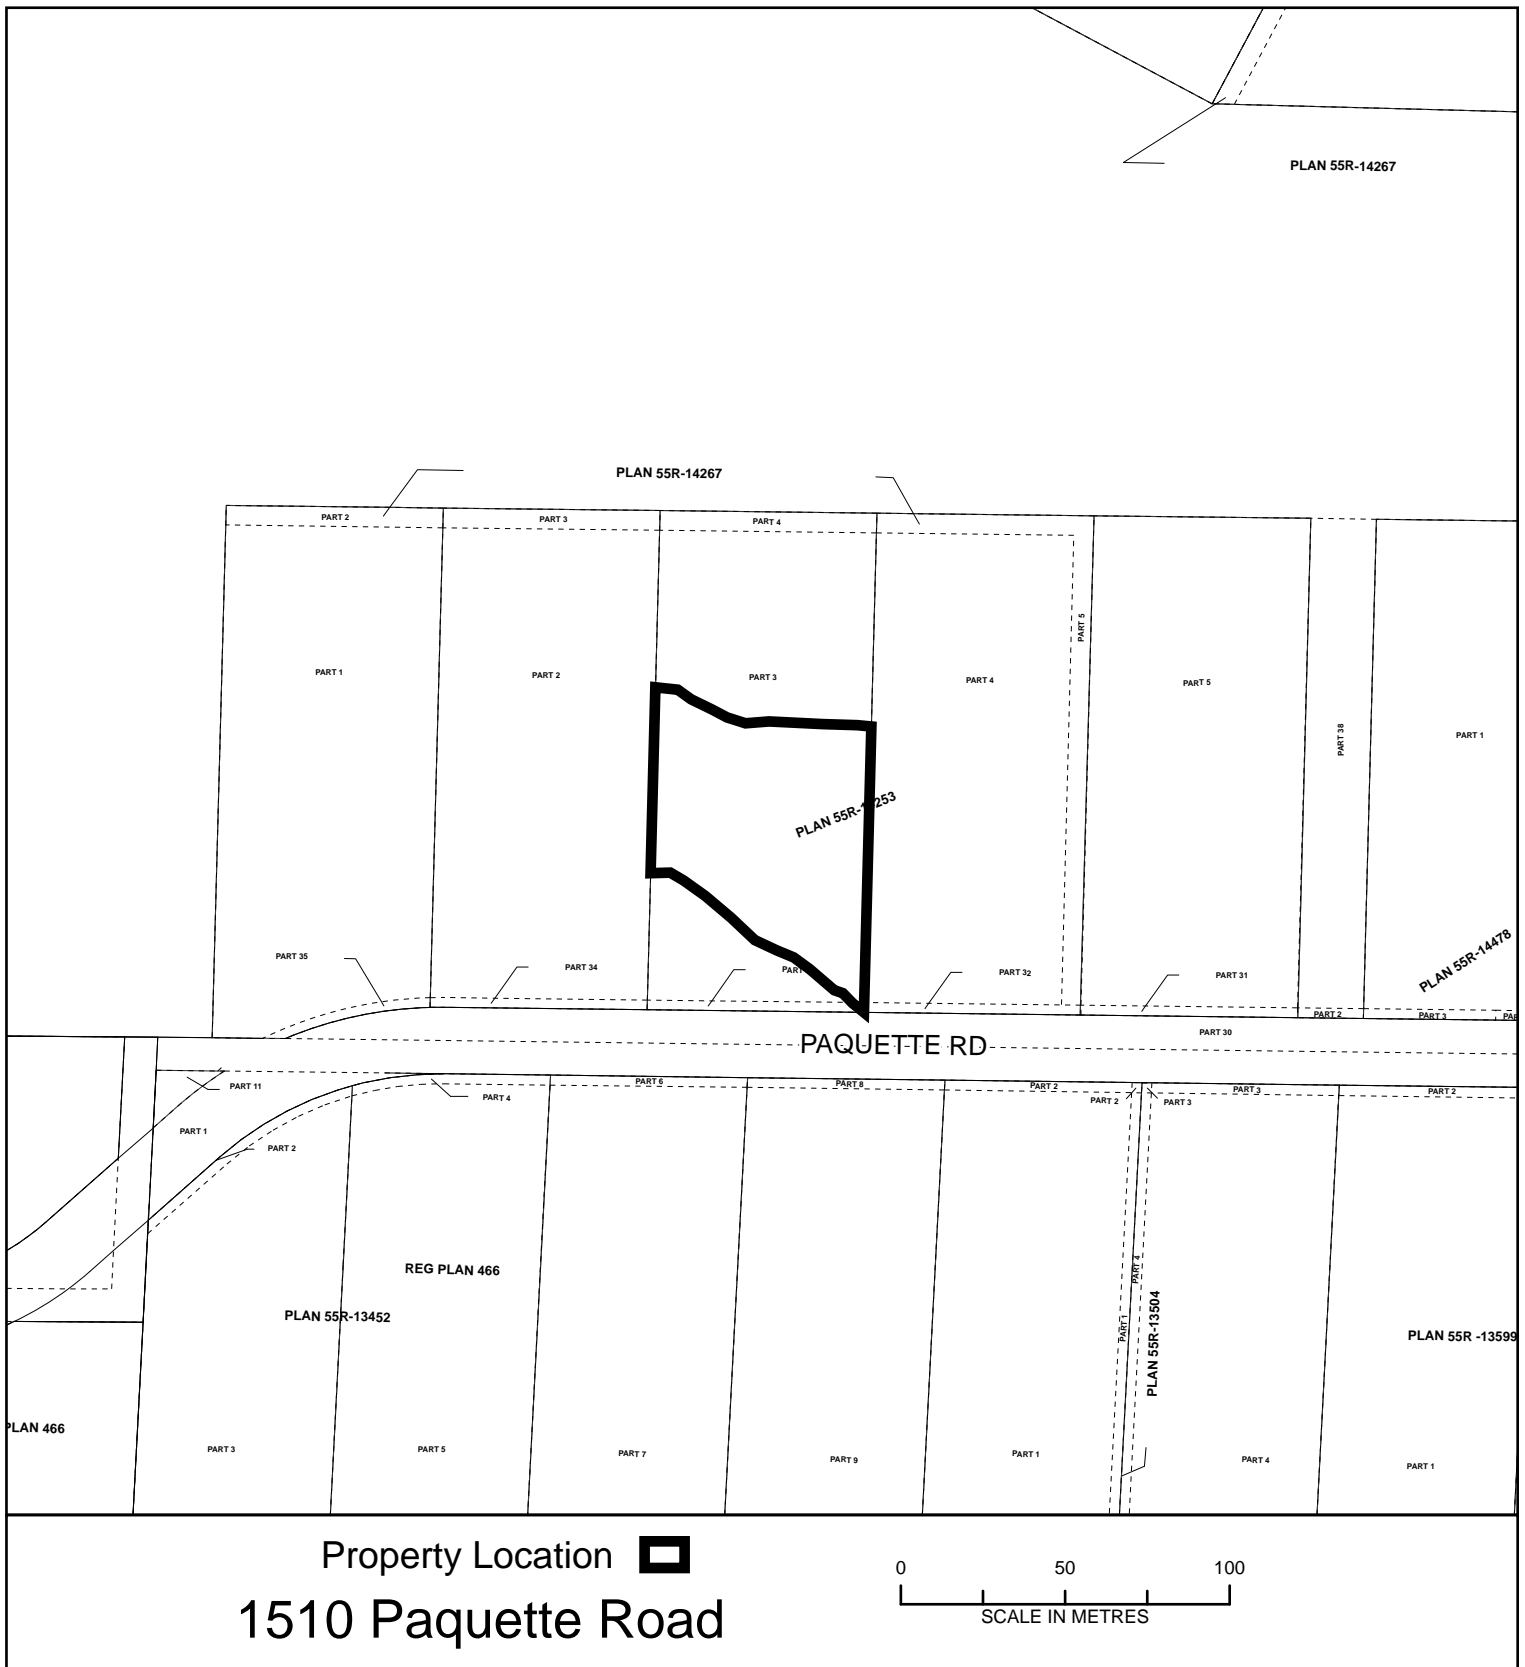 PLAN 55R-14267
PLAN 55R-14267
PART 2
PART 3
PART 4
PART 5
PART 1
PART 2
PART 3
PART 4
PART 5
PART 38
PART 1
PLAN 55R-
253
PLAN 55R-14478
PART 35
PART 34
PART
PART 32
PART 31
PART 2
PART 3
PART 30
PAQUETTE RD
PART 11
PART 4
PART 6
PART 8
PART 2
PART 2
PART 3
PART 3
PART 2
PART 1
PART 2
REG PLAN 466
PLAN 55R-13452
PART 4
PART 1
PLAN 55R-13504
PLAN 55R -13599
PLAN 466
PART 3
PART 5
PART 7
PART 9
PART 1
PART 4
PART 1
Property Location
1510 Paquette Road
0 50 100
SCALE IN METRES